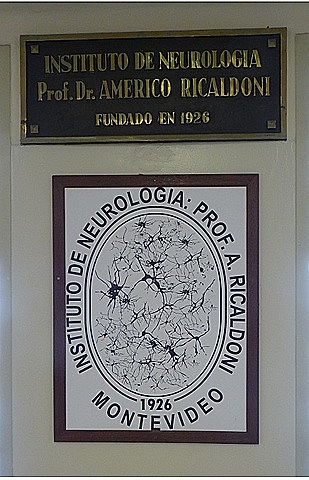 INSTITUTO DE NEUROLOGIA
Prof. Dr. AMERICO RICALDONI
FUNDADO EN 1926
INSTITUTO DE NEUROLOGIA: PROF. A. RICALDONI
1926
MONTEVIDEO